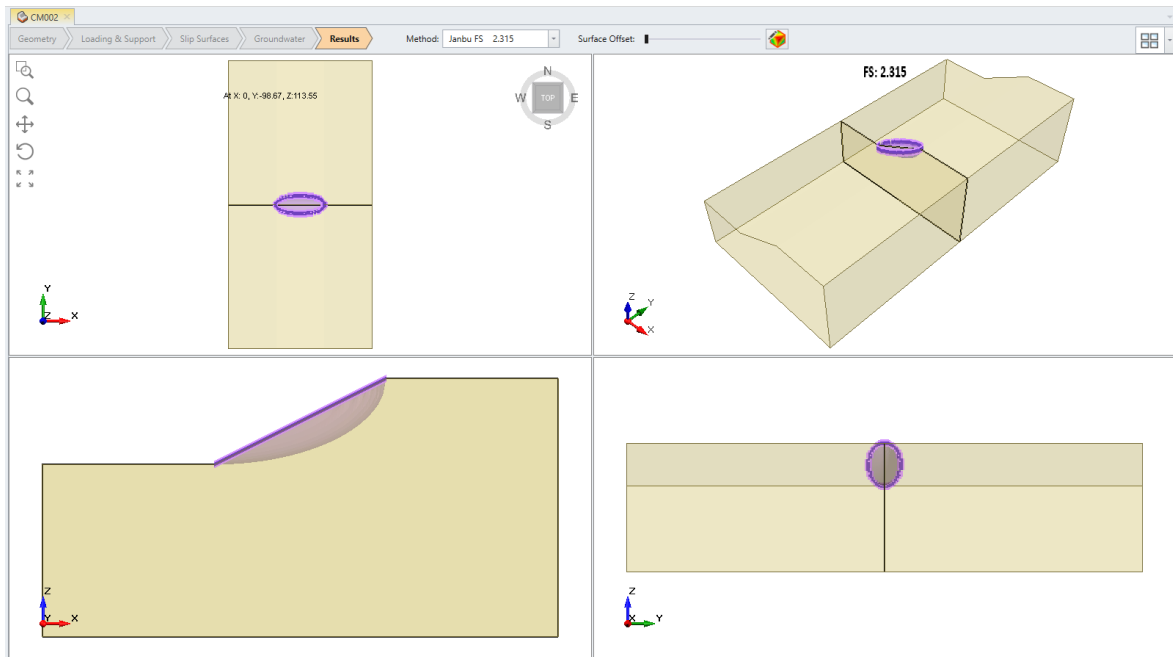 CM002
Geometry Loading & Support Slip Surfaces Groundwater Results Method: Janbu FS 2.315 Surface Offset:
At X: 0, Y:-98.67, Z:113.55
N
W TOP E
S
Y
Z X
FS: 2.315
Z
Y
X
Z
Y X
Z
X Y